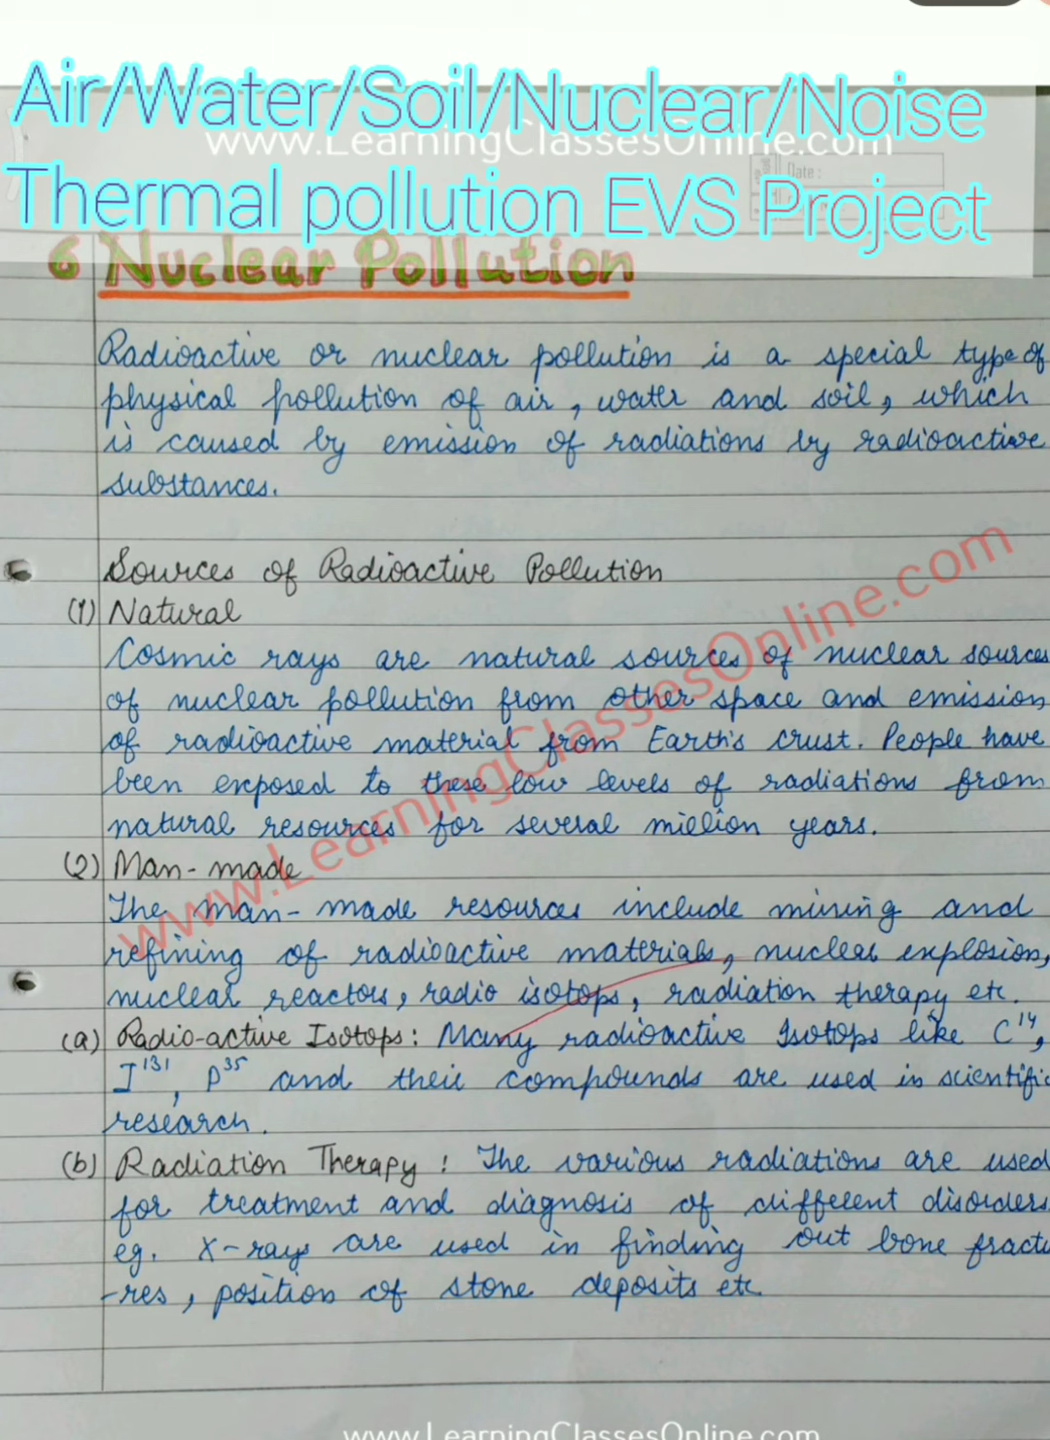 Air/Water/Soil/Nuclear/Noise
www.LearningClassesOnline.com
Date :
Thermal pollution EVS Project
6 Nuclear Pollution
Radioactive or nuclear pollution is a special type of
physical pollution of air, water and soil, which
is caused by emission of radiations by radioactive
substances.
Sources of Radioactive Pollution
(1) Natural
Cosmic rays are natural sources of nuclear sources
of nuclear pollution from other space and emission
of radioactive material from Earth's crust. People have
been exposed to these low levels of radiations from
natural resources for several million years.
www.LearningClassesOnline.com
(2) Man-made
The man-made resources include mining and
refining of radioactive materials, nuclear explosion,
nuclear reactors, radio isotops, radiation therapy etc.
(a) Radio-active Isotops: Many radioactive Isotops like C¹⁴,
I¹³¹, P³⁵ and their compounds are used in scientific
research.
(b) Radiation Therapy : The various radiations are used
for treatment and diagnosis of different disorders
eg. X-rays are used in finding out bone fractu
-res, position of stone deposits etc
www.LearningClassesOnline.com